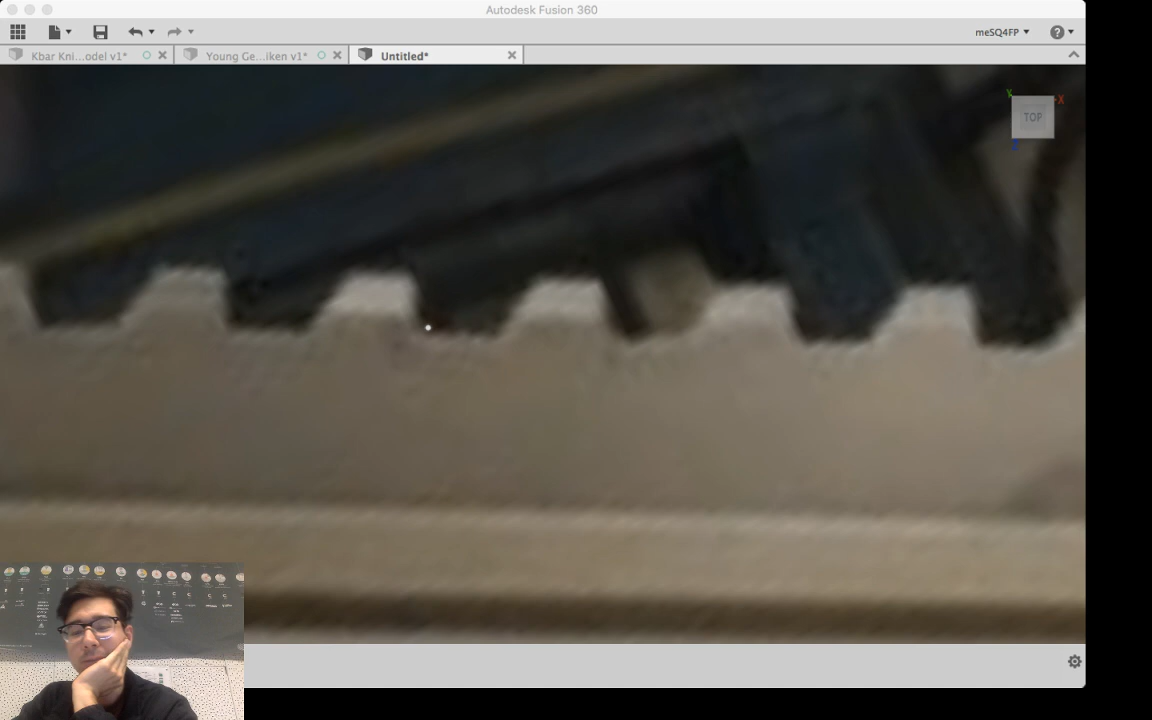 Autodesk Fusion 360
meSQ4FP
Kbar Kni...odel v1*
Young Ge...iken v1*
Untitled*
Y
X
TOP
Z